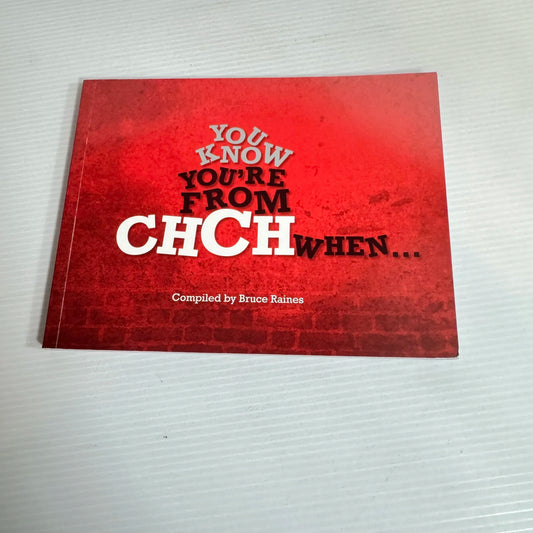 YOU
KNOW
YOU'RE
FROM
CHCH WHEN...
Compiled by Bruce Raines